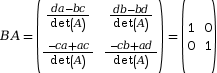 BA = ( (da−bc)/det(A) (db−bd)/det(A) ; (−ca+ac)/det(A) (−cb+ad)/det(A) ) = ( 1 0 ; 0 1 )